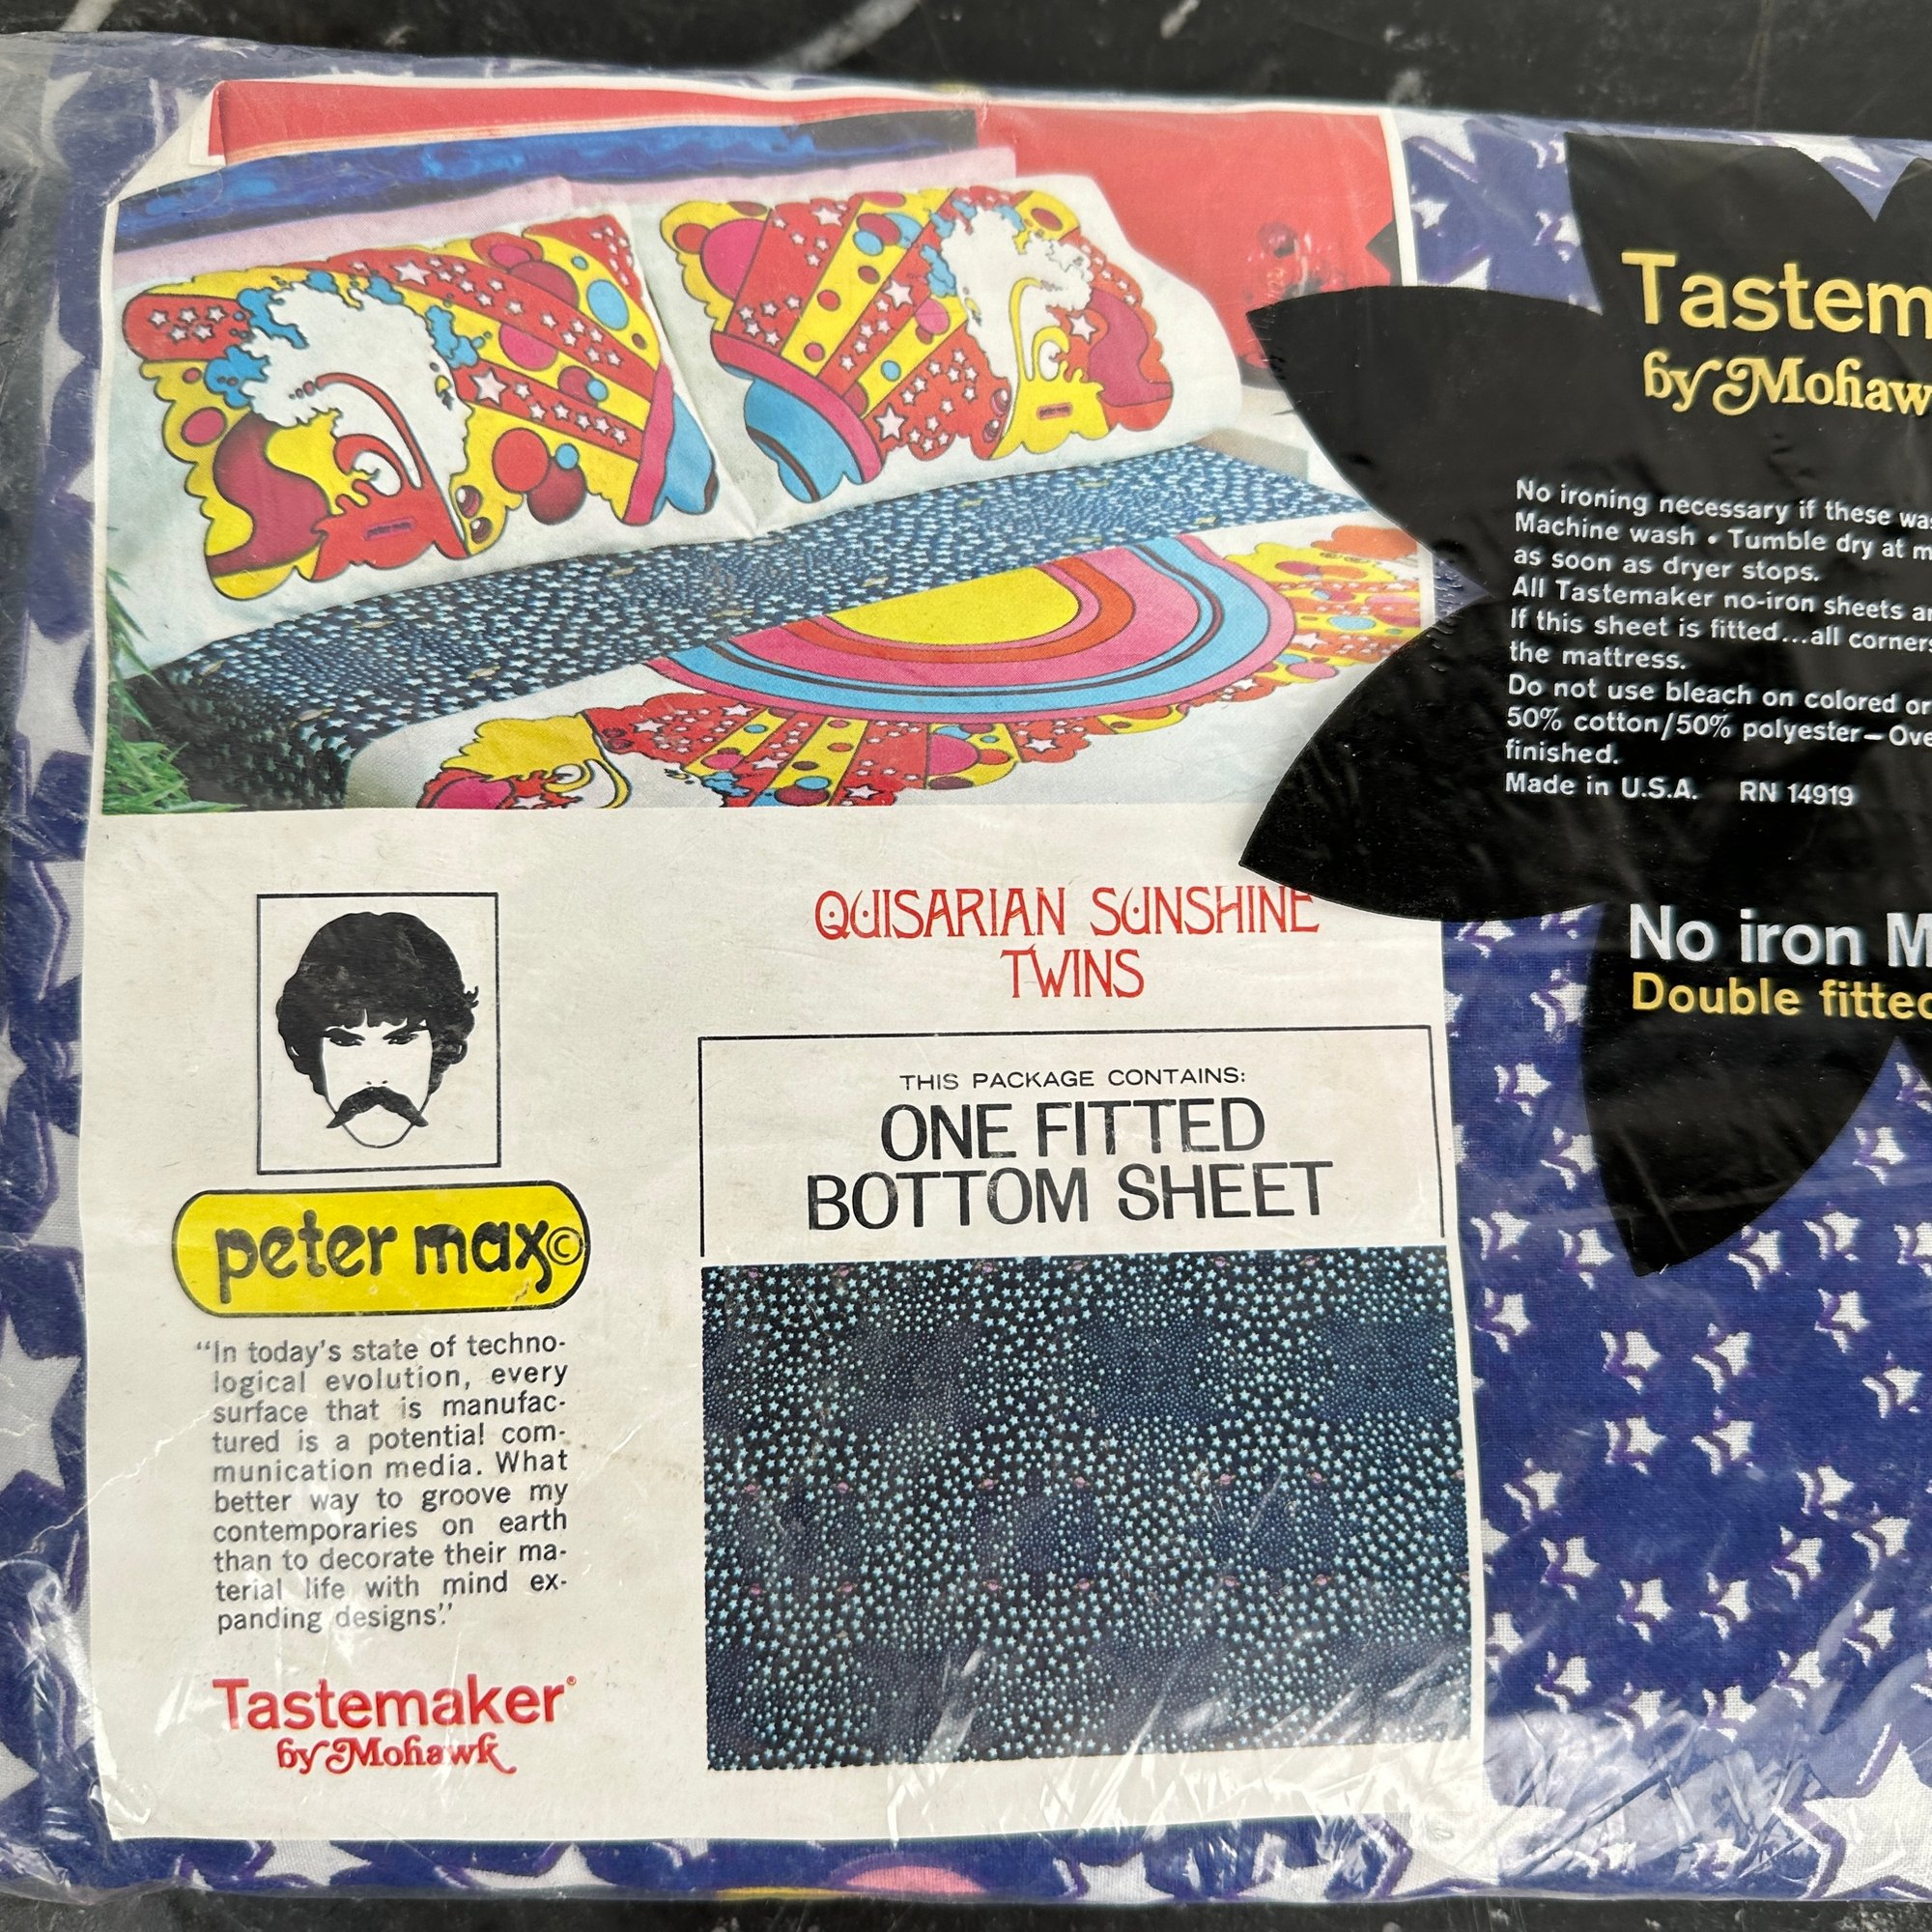 QUISARIAN SUNSHINE
TWINS
THIS PACKAGE CONTAINS:
ONE FITTED
BOTTOM SHEET
peter max©
“In today's state of techno-
logical evolution, every
surface that is manufac-
tured is a potential com-
munication media. What
better way to groove my
contemporaries on earth
than to decorate their ma-
terial life with mind ex-
panding designs.”
Tastemaker®
by Mohawk
Tastem
by Mohaw
No ironing necessary if these wa
Machine wash • Tumble dry at m
as soon as dryer stops.
All Tastemaker no-iron sheets a
If this sheet is fitted...all corners
the mattress.
Do not use bleach on colored or
50% cotton/50% polyester—Ove
finished.
Made in U.S.A. RN 14919
No iron M
Double fitted